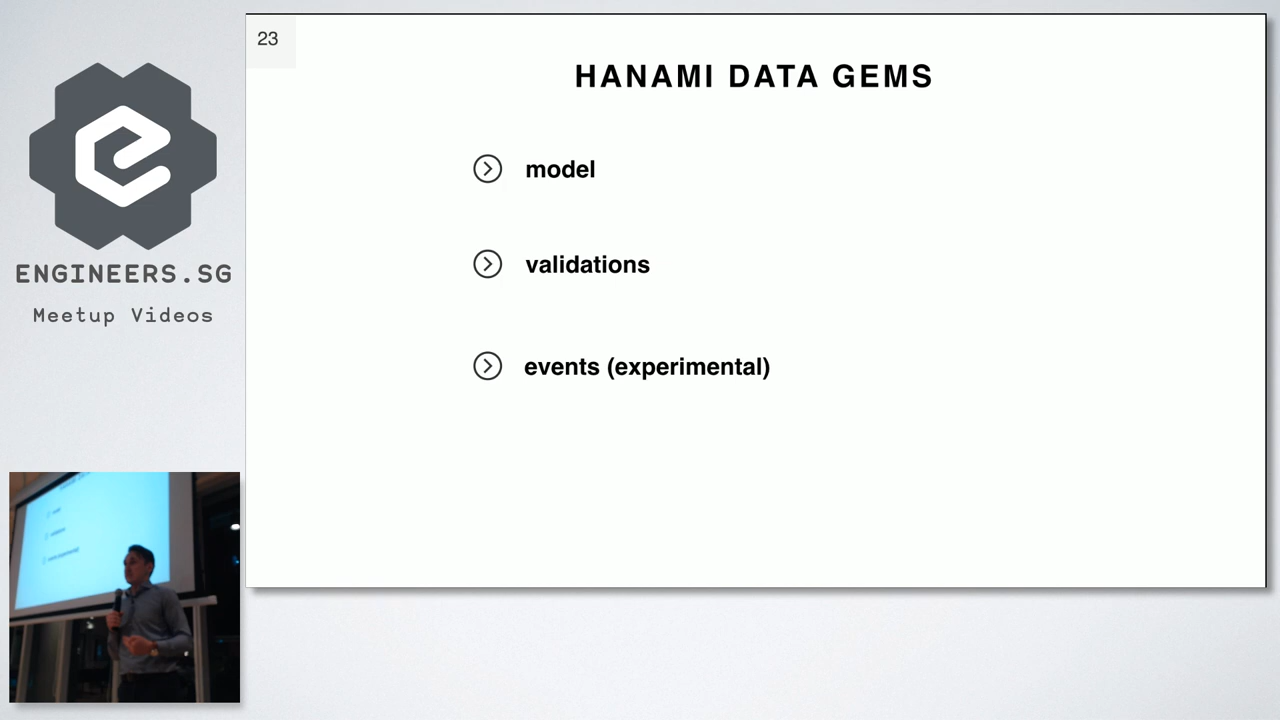 23
HANAMI DATA GEMS
model
validations
events (experimental)
ENGINEERS.SG
Meetup Videos